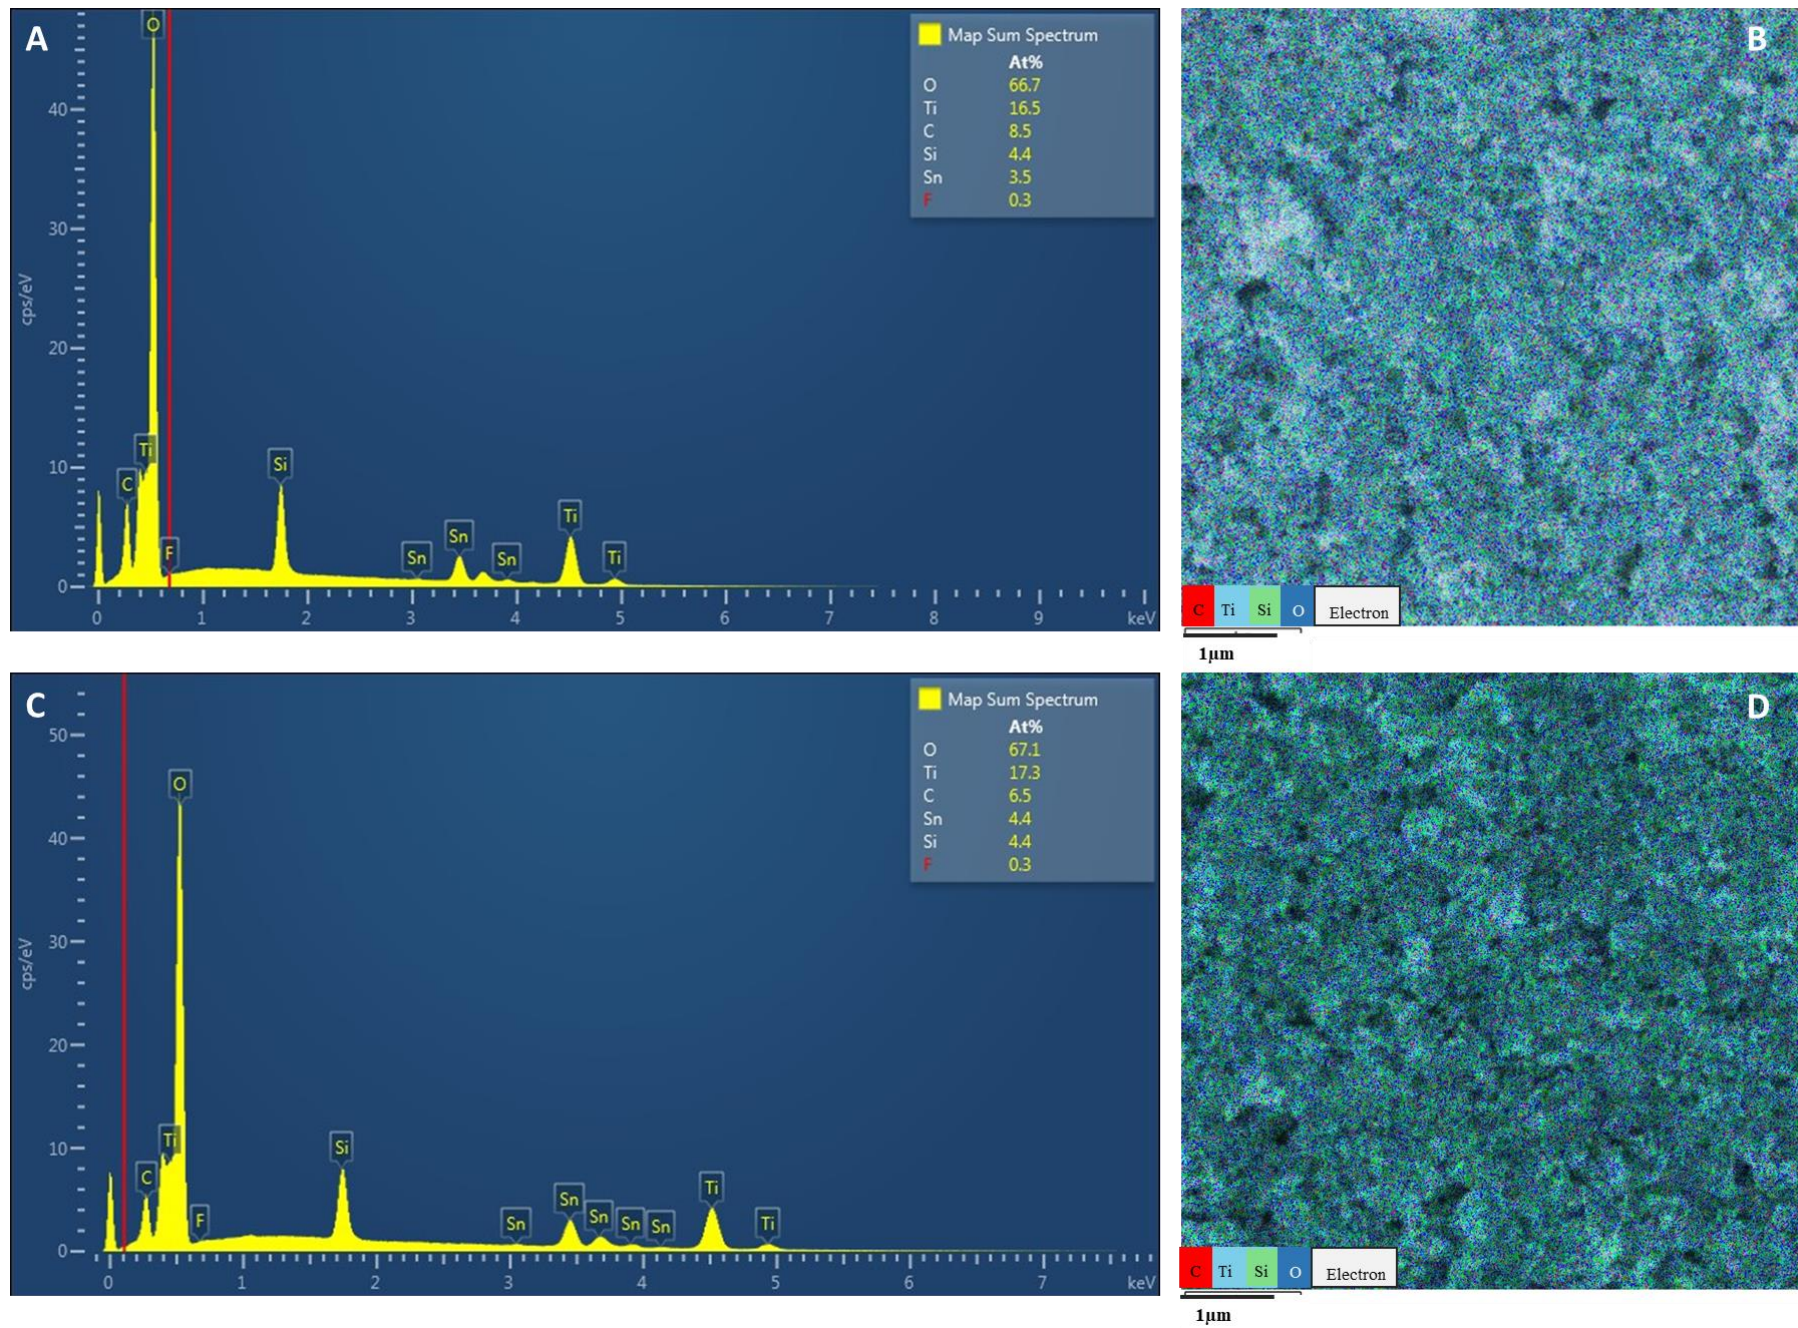 A
Map Sum Spectrum
At%
O 66.7
Ti 16.5
C 8.5
Si 4.4
Sn 3.5
F 0.3
cps/eV
40
30
20
10
0
O
Ti
C
F
Si
Sn
Sn
Sn
Ti
Ti
0 1 2 3 4 5 6 7 8 9 keV
B
C Ti Si O Electron
1µm
C
Map Sum Spectrum
At%
O 67.1
Ti 17.3
C 6.5
Sn 4.4
Si 4.4
F 0.3
cps/eV
50
40
30
20
10
0
O
Ti
C
F
Si
Sn
Sn
Sn
Sn
Sn
Ti
Ti
0 1 2 3 4 5 6 7 keV
D
C Ti Si O Electron
1µm